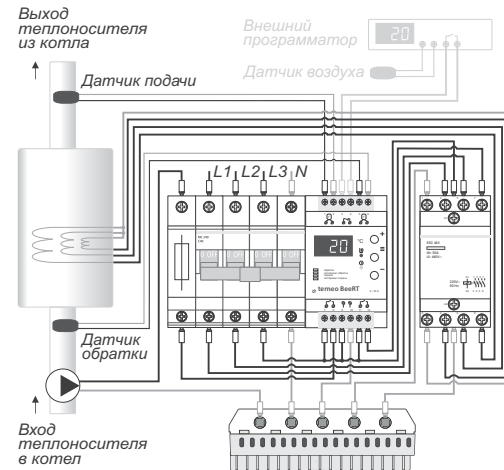 Выход
теплоносителя
из котла
Внешний
программатор
20
Датчик подачи
Датчик воздуха
L1 L2 L3 N
20
°C
terneo BeeRT
Датчик
обратки
Вход
теплоносителя
в котел